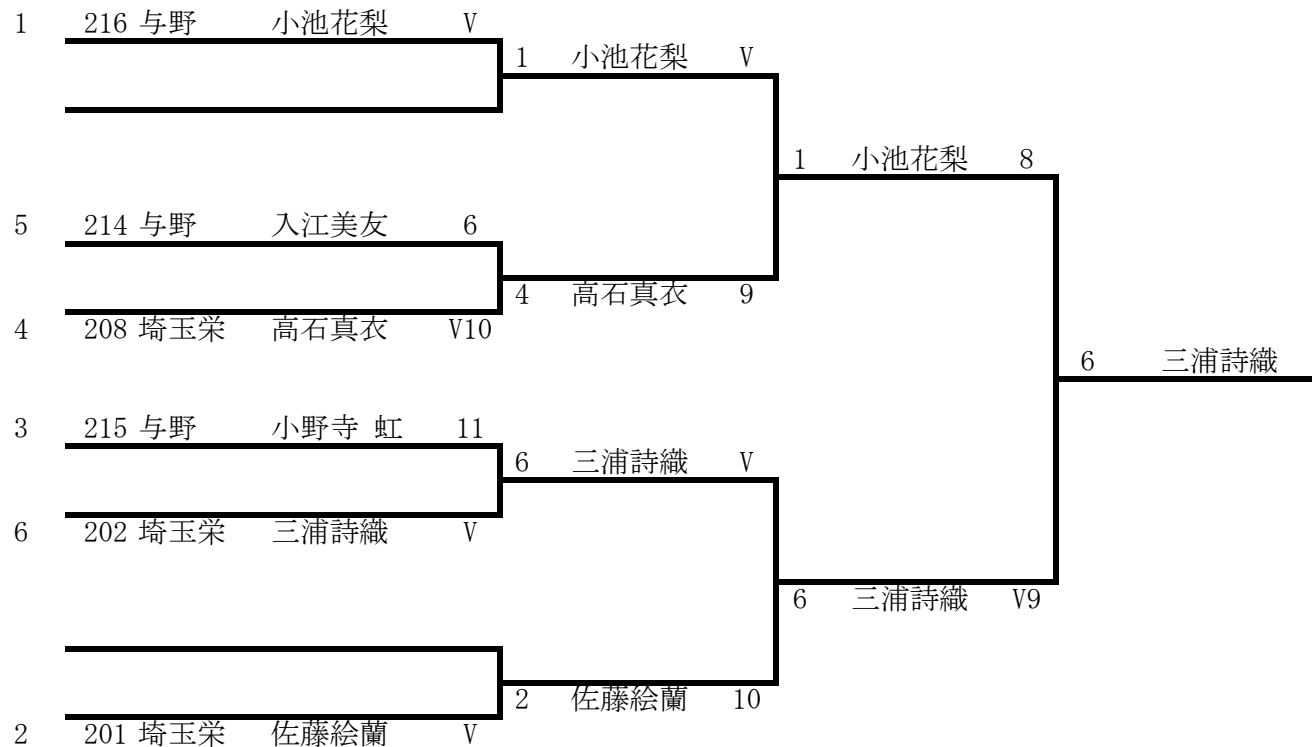 1 216 与野 小池花梨 V
1 小池花梨 V
1 小池花梨 8
5 214 与野 入江美友 6
4 高石真衣 9
4 208 埼玉栄 高石真衣 V10
6 三浦詩織
3 215 与野 小野寺 虹 11
6 三浦詩織 V
6 202 埼玉栄 三浦詩織 V
6 三浦詩織 V9
2 佐藤絵蘭 10
2 201 埼玉栄 佐藤絵蘭 V